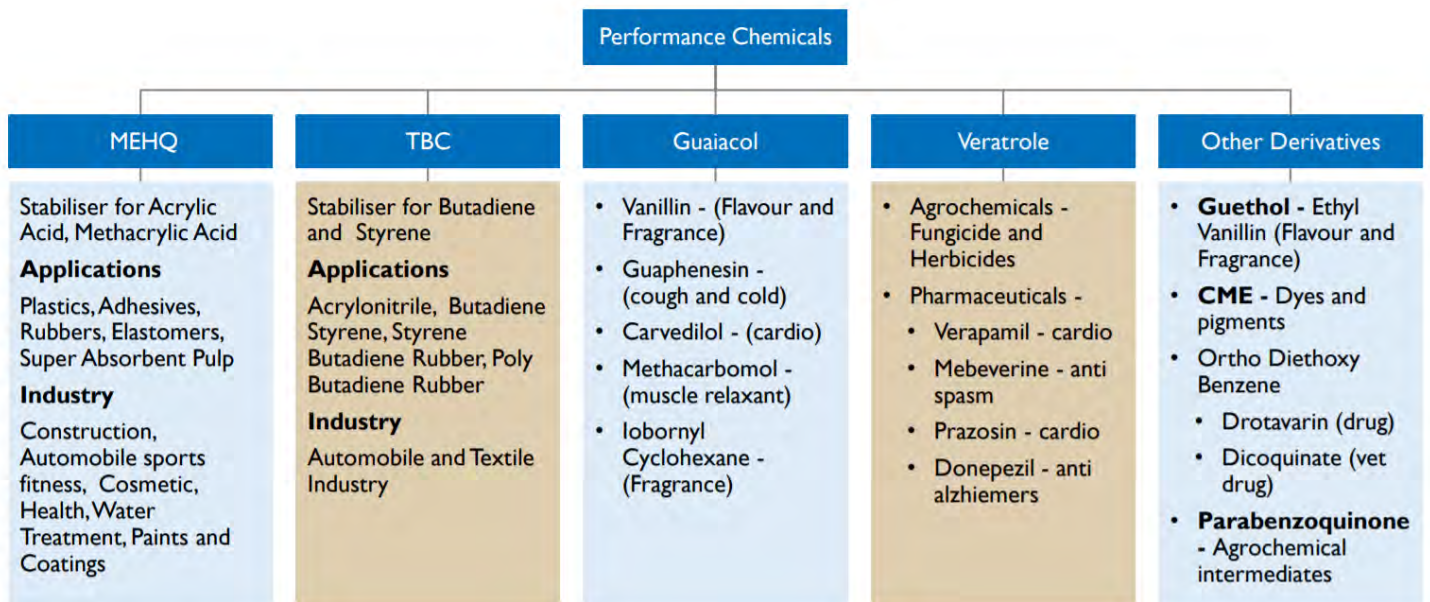 Performance Chemicals
MEHQ
Stabiliser for Acrylic
Acid, Methacrylic Acid
Applications
Plastics, Adhesives,
Rubbers, Elastomers,
Super Absorbent Pulp
Industry
Construction,
Automobile sports
fitness, Cosmetic,
Health, Water
Treatment, Paints and
Coatings
TBC
Stabiliser for Butadiene
and Styrene
Applications
Acrylonitrile, Butadiene
Styrene, Styrene
Butadiene Rubber, Poly
Butadiene Rubber
Industry
Automobile and Textile
Industry
Guaiacol
• Vanillin - (Flavour and
Fragrance)
• Guaphenesin -
(cough and cold)
• Carvedilol - (cardio)
• Methacarbomol -
(muscle relaxant)
• Iobornyl
Cyclohexane -
(Fragrance)
Veratrole
• Agrochemicals -
Fungicide and
Herbicides
• Pharmaceuticals -
• Verapamil - cardio
• Mebeverine - anti
spasm
• Prazosin - cardio
• Donepezil - anti
alzhiemers
Other Derivatives
• Guethol - Ethyl
Vanillin (Flavour and
Fragrance)
• CME - Dyes and
pigments
• Ortho Diethoxy
Benzene
• Drotavarin (drug)
• Dicoquinate (vet
drug)
• Parabenzoquinone
- Agrochemical
intermediates